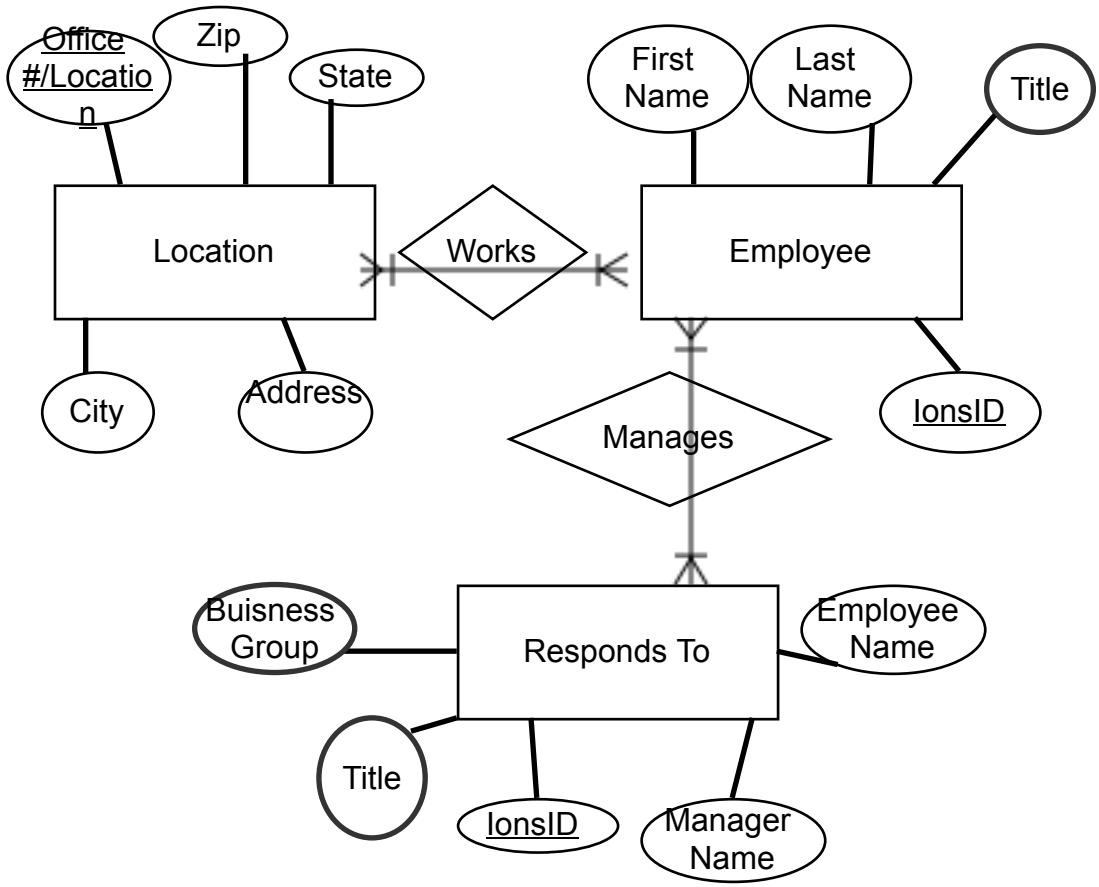 Office
#/Locatio
n
Zip
State
First
Name
Last
Name
Title
Location
Works
Employee
City
Address
IonsID
Manages
Buisness
Group
Responds To
Employee
Name
Title
IonsID
Manager
Name